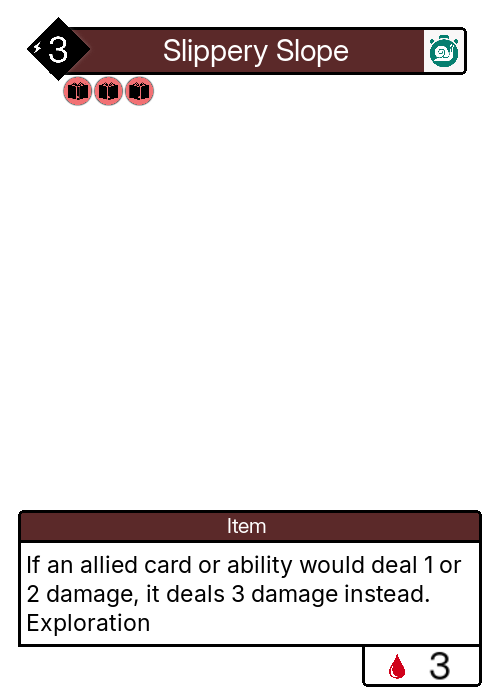 3
Slippery Slope
Item
If an allied card or ability would deal 1 or
2 damage, it deals 3 damage instead.
Exploration
3